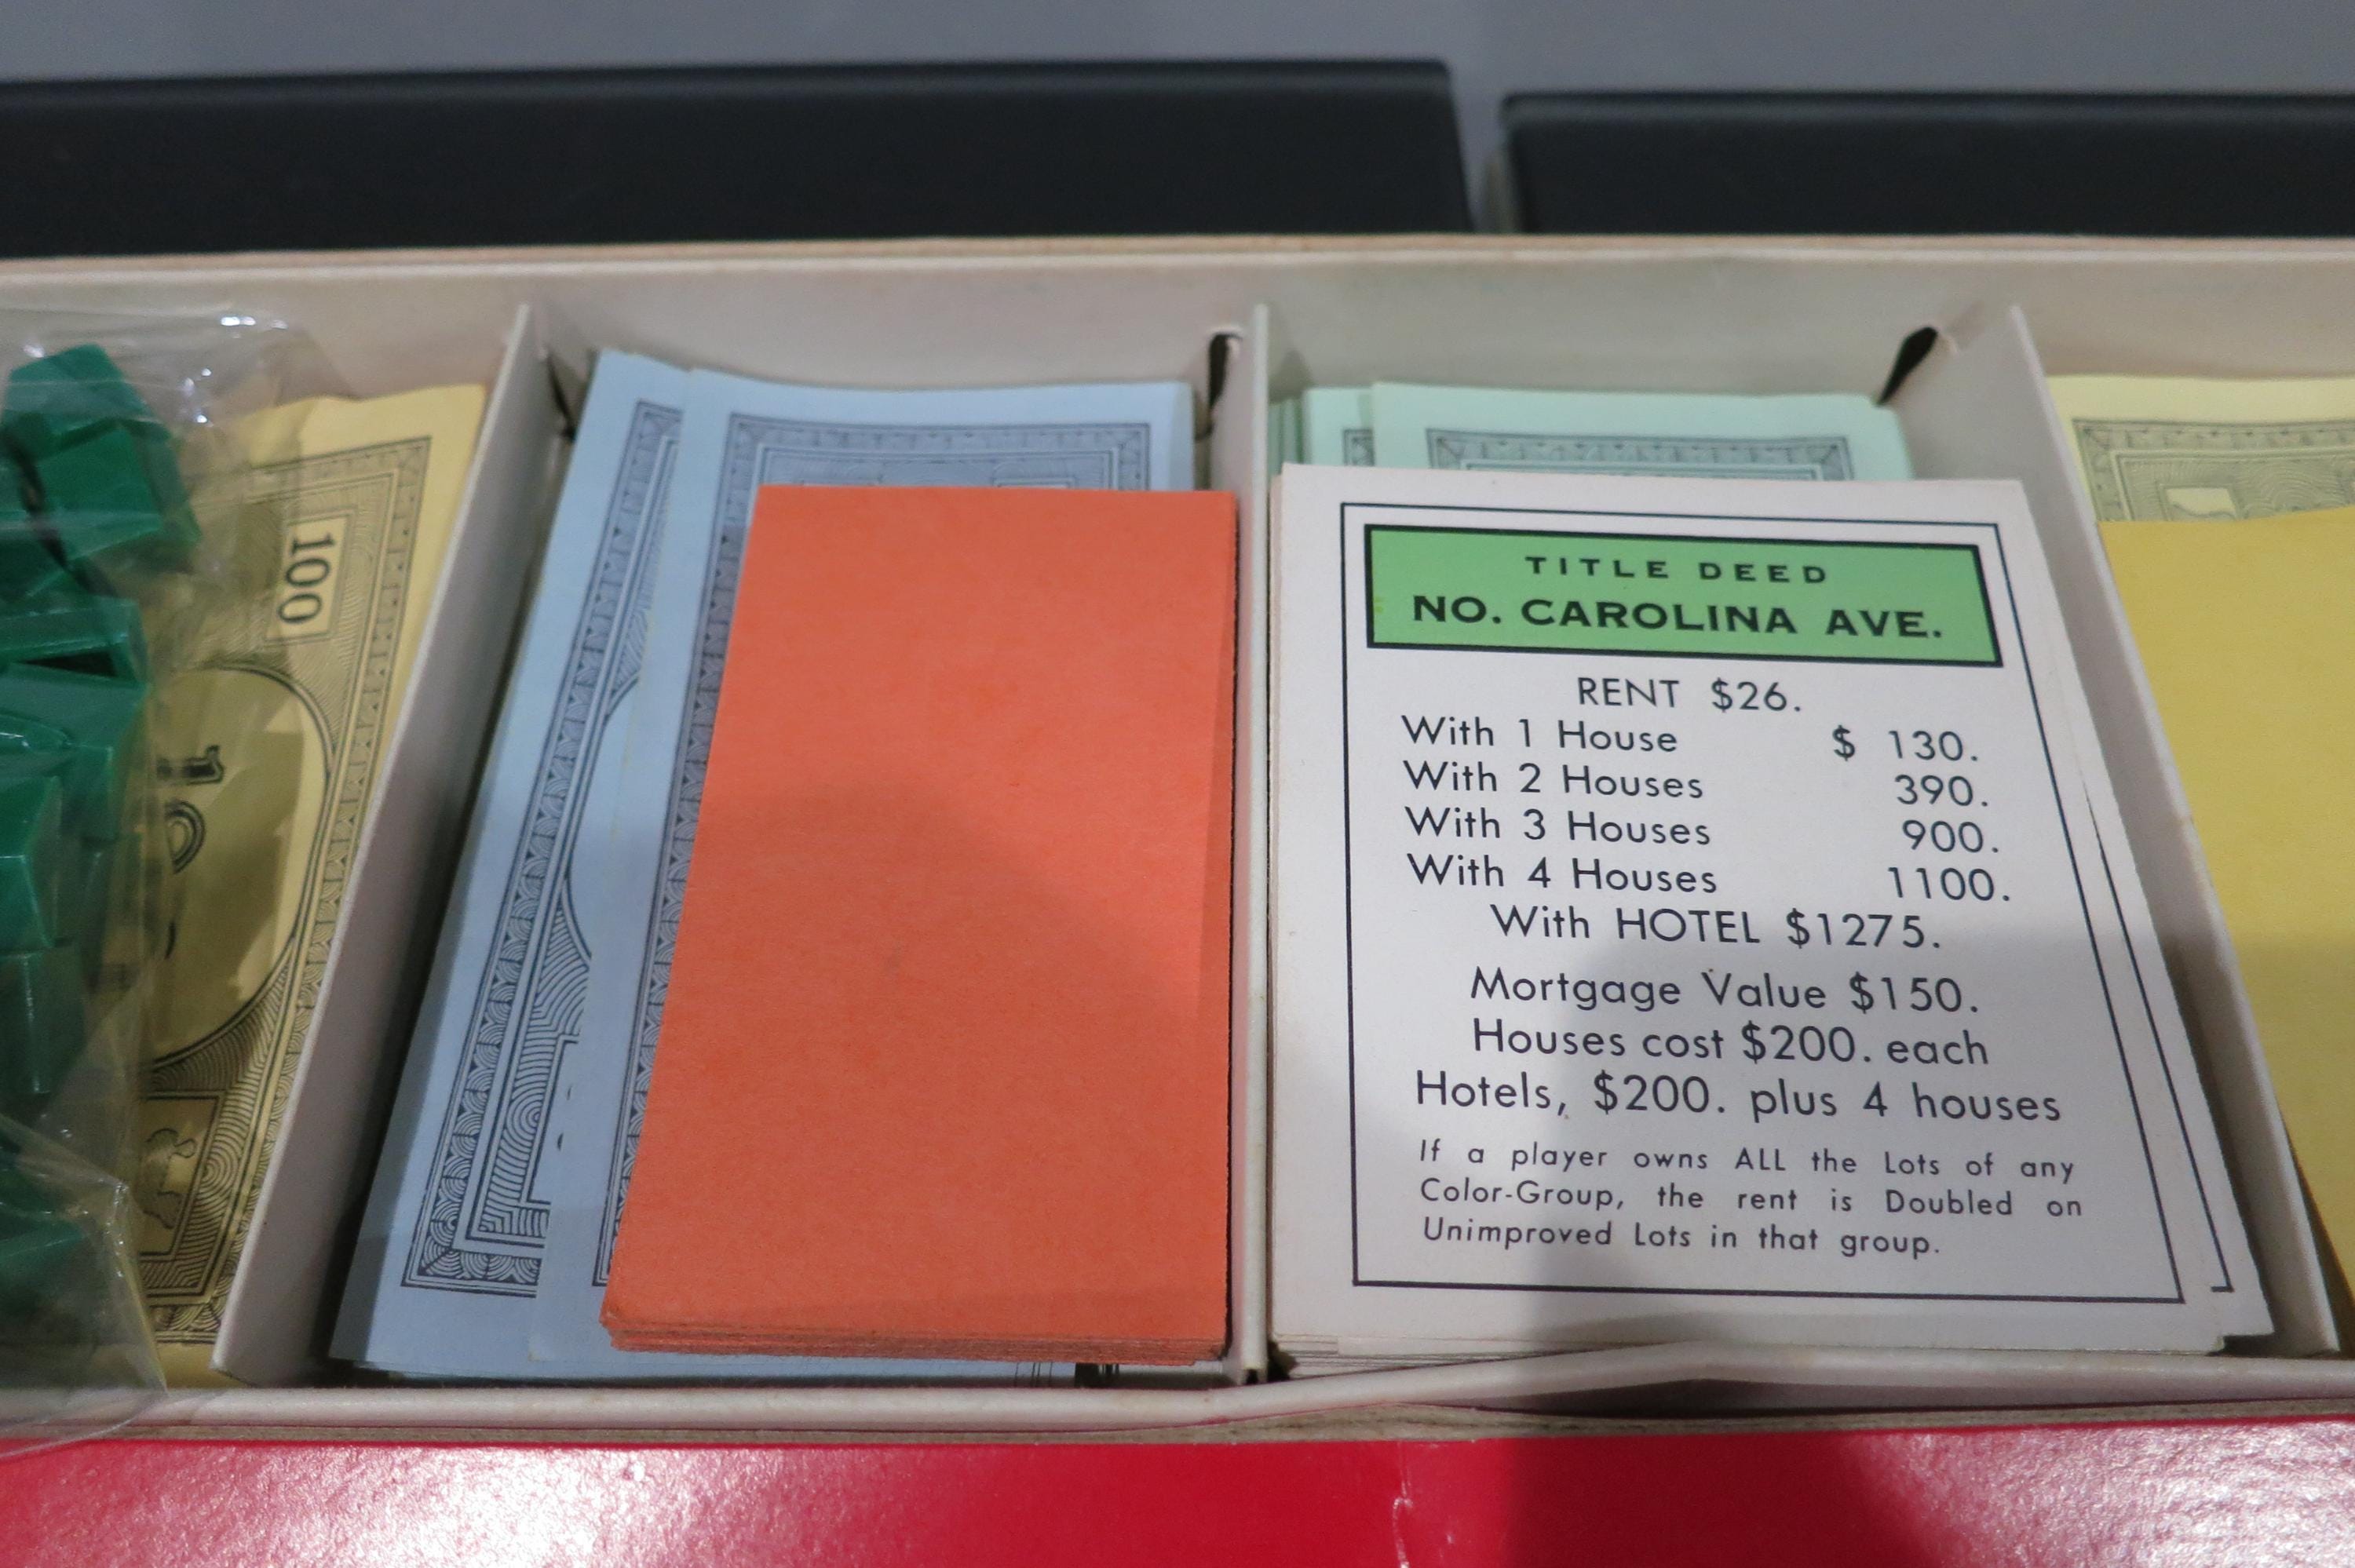 100
TITLE DEED
NO. CAROLINA AVE.
RENT $26.
With 1 House $ 130.
With 2 Houses 390.
With 3 Houses 900.
With 4 Houses 1100.
With HOTEL $1275.
Mortgage Value $150.
Houses cost $200. each
Hotels, $200. plus 4 houses
If a player owns ALL the Lots of any
Color-Group, the rent is Doubled on
Unimproved Lots in that group.